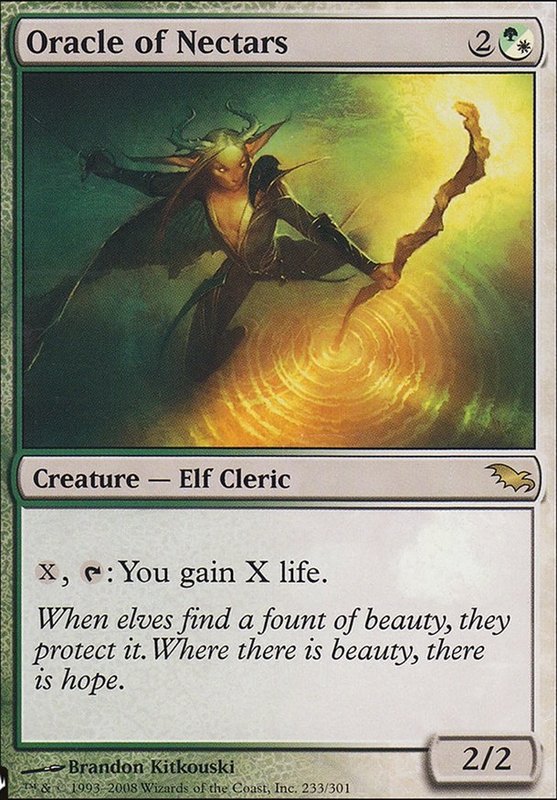 Oracle of Nectars 2
Creature — Elf Cleric
X, : You gain X life.
When elves find a fount of beauty, they
protect it. Where there is beauty, there
is hope.
Brandon Kitkouski
2/2
™ & © 1993–2008 Wizards of the Coast, Inc. 233/301